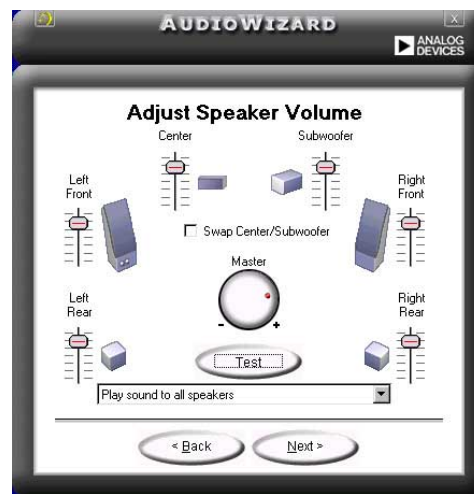 AUDIOWIZARD
X
ANALOG
DEVICES
Adjust Speaker Volume
Center
Subwoofer
Left
Front
Right
Front
Swap Center/Subwoofer
Master
Left
Rear
Right
Rear
- +
Test
Play sound to all speakers
< Back
Next >